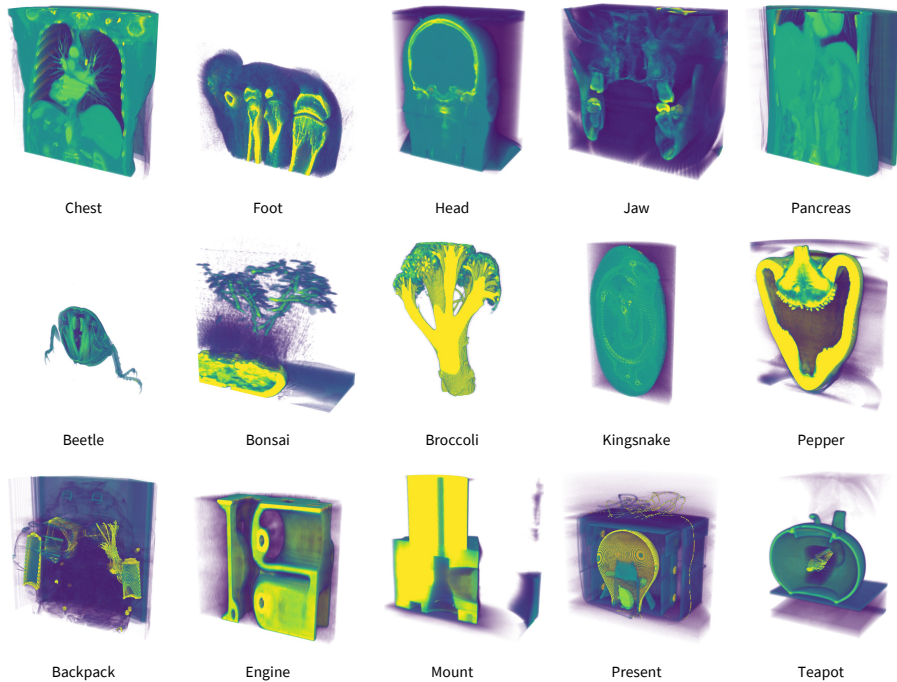 Chest Foot Head Jaw Pancreas
Beetle Bonsai Broccoli Kingsnake Pepper
Backpack Engine Mount Present Teapot